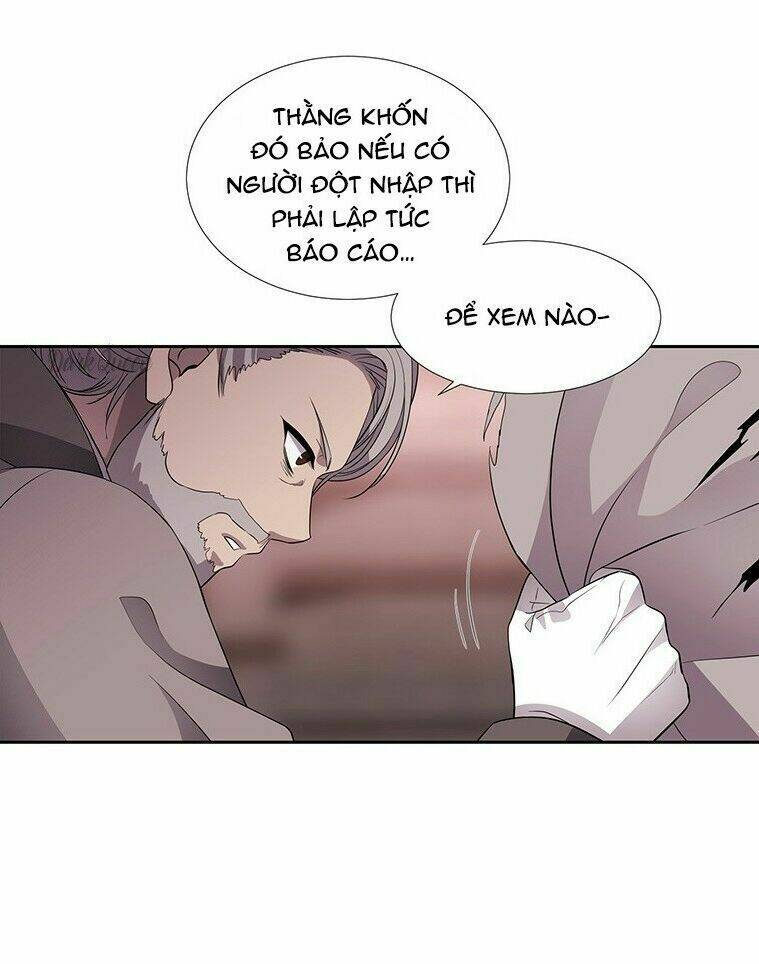 THẰNG KHỐN
ĐÓ BẢO NẾU CÓ
NGƯỜI ĐỘT NHẬP THÌ
PHẢI LẬP TỨC
BÁO CÁO...
ĐỂ XEM NÀO-